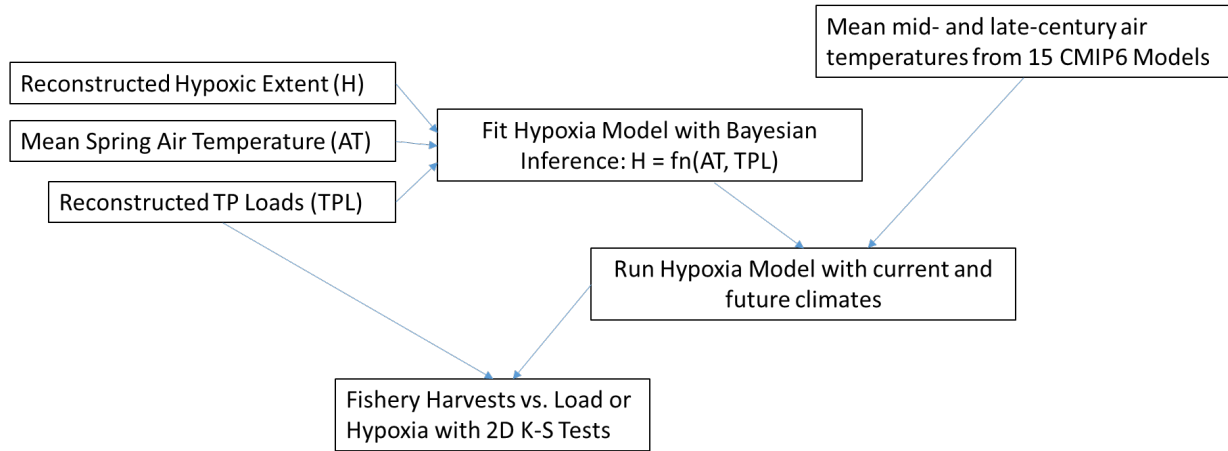 Mean mid- and late-century air
temperatures from 15 CMIP6 Models
Reconstructed Hypoxic Extent (H)
Mean Spring Air Temperature (AT)
Reconstructed TP Loads (TPL)
Fit Hypoxia Model with Bayesian
Inference: H = fn(AT, TPL)
Run Hypoxia Model with current and
future climates
Fishery Harvests vs. Load or
Hypoxia with 2D K-S Tests